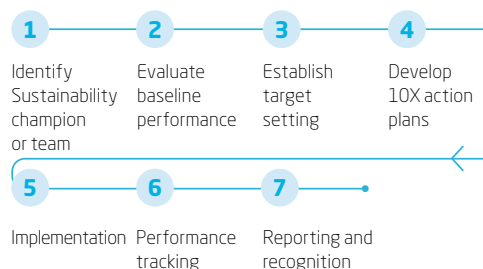 1 2 3 4
Identify Evaluate Establish Develop
Sustainability baseline target 10X action
champion performance setting plans
or team
5 6 7
Implementation Performance Reporting and
tracking recognition